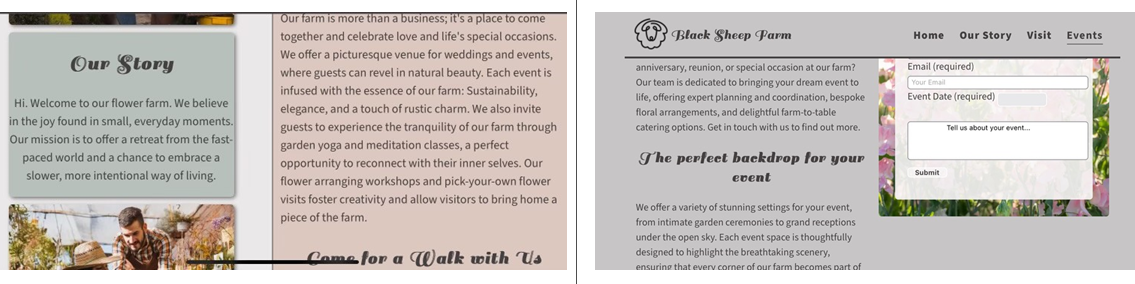 Our Story
Hi. Welcome to our flower farm. We believe
in the joy found in small, everyday moments.
Our mission is to offer a retreat from the fast-
paced world and a chance to embrace a
slower, more intentional way of living.
Our farm is more than a business; it's a place to come
together and celebrate love and life's special occasions.
We offer a picturesque venue for weddings and events,
where guests can revel in natural beauty. Each event is
infused with the essence of our farm: Sustainability,
elegance, and a touch of rustic charm. We also invite
guests to experience the tranquility of our farm through
garden yoga and meditation classes, a perfect
opportunity to reconnect with their inner selves. Our
flower arranging workshops and pick-your-own flower
visits foster creativity and allow visitors to bring home a
piece of the farm.
Come for a Walk with Us
Black Sheep Farm
Home Our Story Visit Events
anniversary, reunion, or special occasion at our farm?
Our team is dedicated to bringing your dream event to
life, offering expert planning and coordination, bespoke
floral arrangements, and delightful farm-to-table
catering options. Get in touch with us to find out more.
The perfect backdrop for your
event
We offer a variety of stunning settings for your event,
from intimate garden ceremonies to grand receptions
under the open sky. Each event space is thoughtfully
designed to highlight the breathtaking scenery,
ensuring that every corner of our farm becomes part of
Email (required)
Your Email
Event Date (required)
Tell us about your event...
Submit